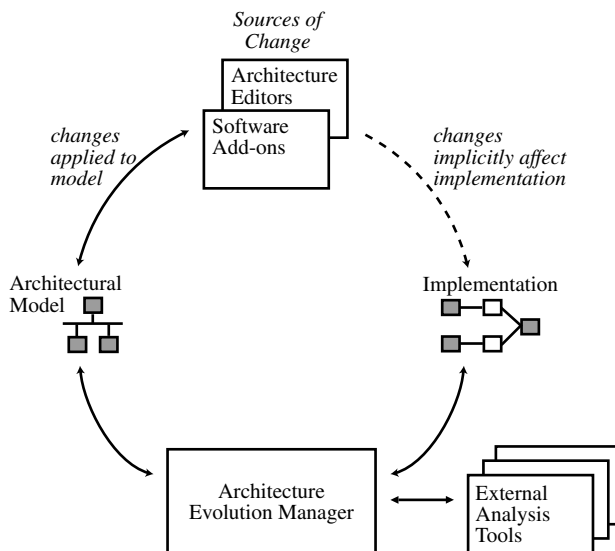 Sources of
Change
Architecture
Editors
Software
Add-ons
changes
applied to
model
changes
implicitly affect
implementation
Architectural
Model
Implementation
Architecture
Evolution Manager
External
Analysis
Tools